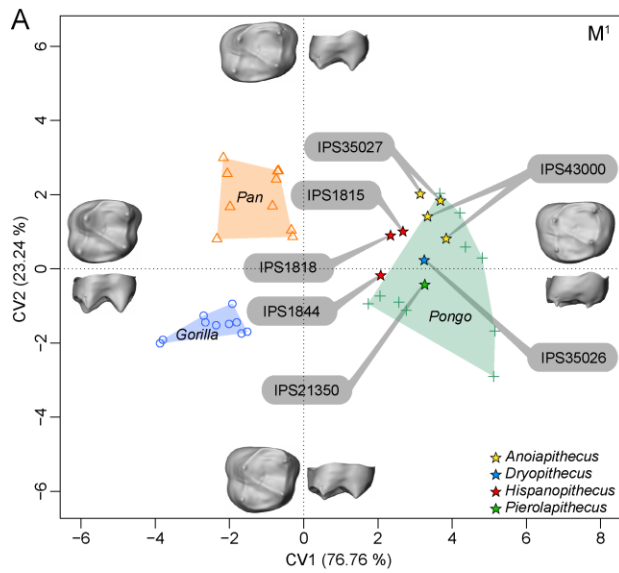 A
M¹
CV2 (23.24 %)
6
4
2
0
−2
−4
−6
IPS35027
IPS43000
IPS1815
Pan
IPS1818
IPS1844
Pongo
Gorilla
IPS35026
IPS21350
Anoiapithecus
Dryopithecus
Hispanopithecus
Pierolapithecus
−6 −4 −2 0 2 4 6 8
CV1 (76.76 %)